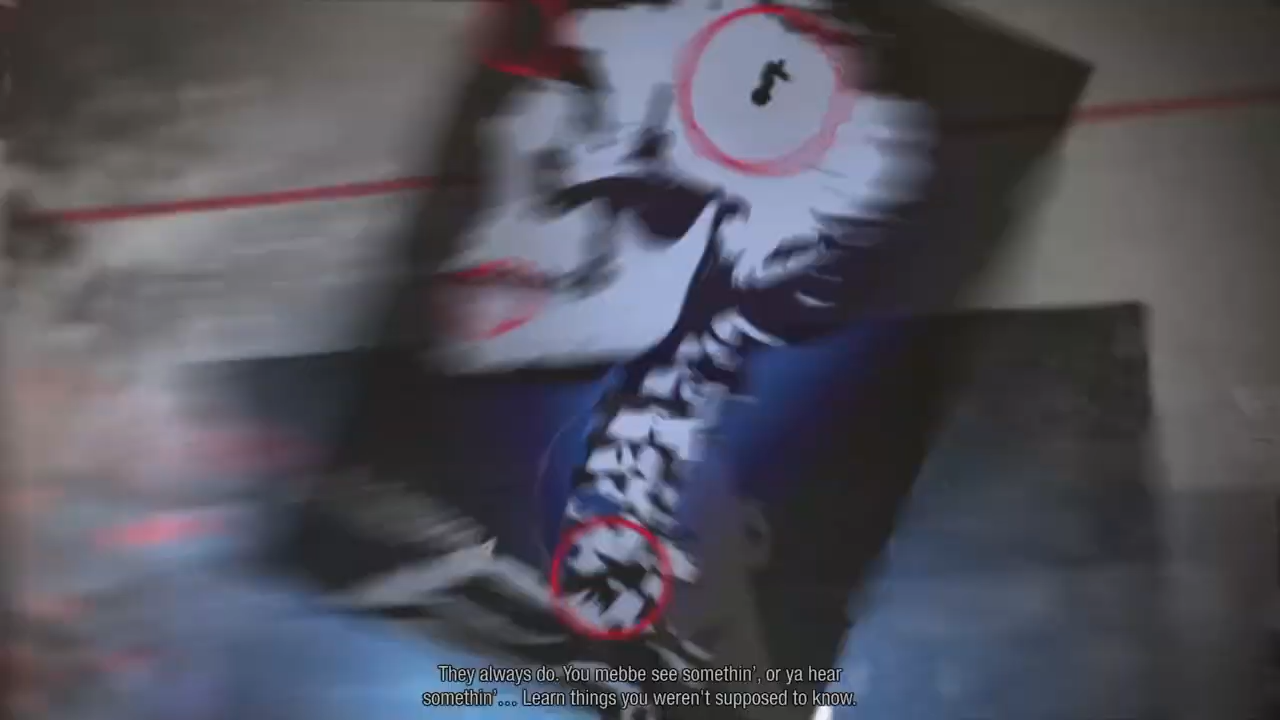 They always do. You mebbe see somethin', or ya hear
somethin'... Learn things you weren't supposed to know.